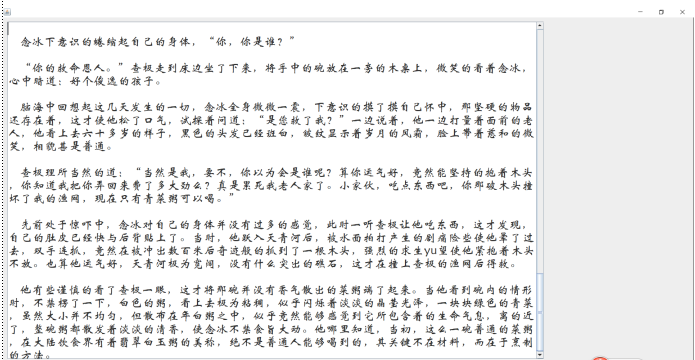 念冰下意识的蜷缩起自己的身体，“你，你是谁？”
“你的救命恩人。”查极走到床边坐了下来，将手中的碗放在一旁的木桌上，微笑的看着念冰，
心中暗道：好个俊逸的孩子。
脑海中回想起这几天发生的一切，念冰全身微微一震，下意识的摸了摸自己怀中，那坚硬的物品
还存在着，这才使他松了口气，试探着问道：“是您救了我？”一边说着，他一边打量着面前的老
人，他看上去六十多岁的样子，黑色的头发已经斑白，皱纹显示着岁月的风霜，脸上带着慈和的微
笑，相貌甚是普通。
查极理所当然的道：“当然是我，要不，你以为会是谁呢？算你运气好，竟然能坚持的抱着木头
，你知道我把你弄回来费了多大劲么？真是累死我老人家了。小家伙，吃点东西吧，你那破木头撞
坏了我的渔网，现在只有青菜粥可以喝。”
先前处于惊吓中，念冰对自己的身体并没有过多的感觉，此时一听查极让他吃东西，这才发现，
自己的肚皮已经快与后背贴上了。当时，他跃入天青河后，被水面拍打产生的剧痛险些使他晕了过
去，双手连抓，竟然在被冲出数百米后奇迹般的抓到了一根木头，强烈的求生yu望使他紧抱着木头
不放。也算他运气好，天青河极为宽阔，没有什么突出的礁石，这才在撞上查极的渔网后得救。
他有些谨慎的看了查极一眼，这才将那碗并没有香气散出的菜粥端了起来。当他看到碗内的情形
时，不禁楞了一下，白色的粥，看上去极为粘稠，似乎闪烁着淡淡的晶莹光泽，一块块绿色的青菜
，虽然大小并不均匀，但散布在牟白粥之中，似乎竟然能够感觉到它所包含着的生命气息，离的近
了，整碗粥都散发着淡淡的清香，使念冰不禁食旨大动。他哪里知道，当初，这么一碗普通的菜粥
，在大陆饮食界有着翡翠白玉粥的美称，绝不是普通人能够喝到的，其关键不在材料，而在于烹制
的方法。